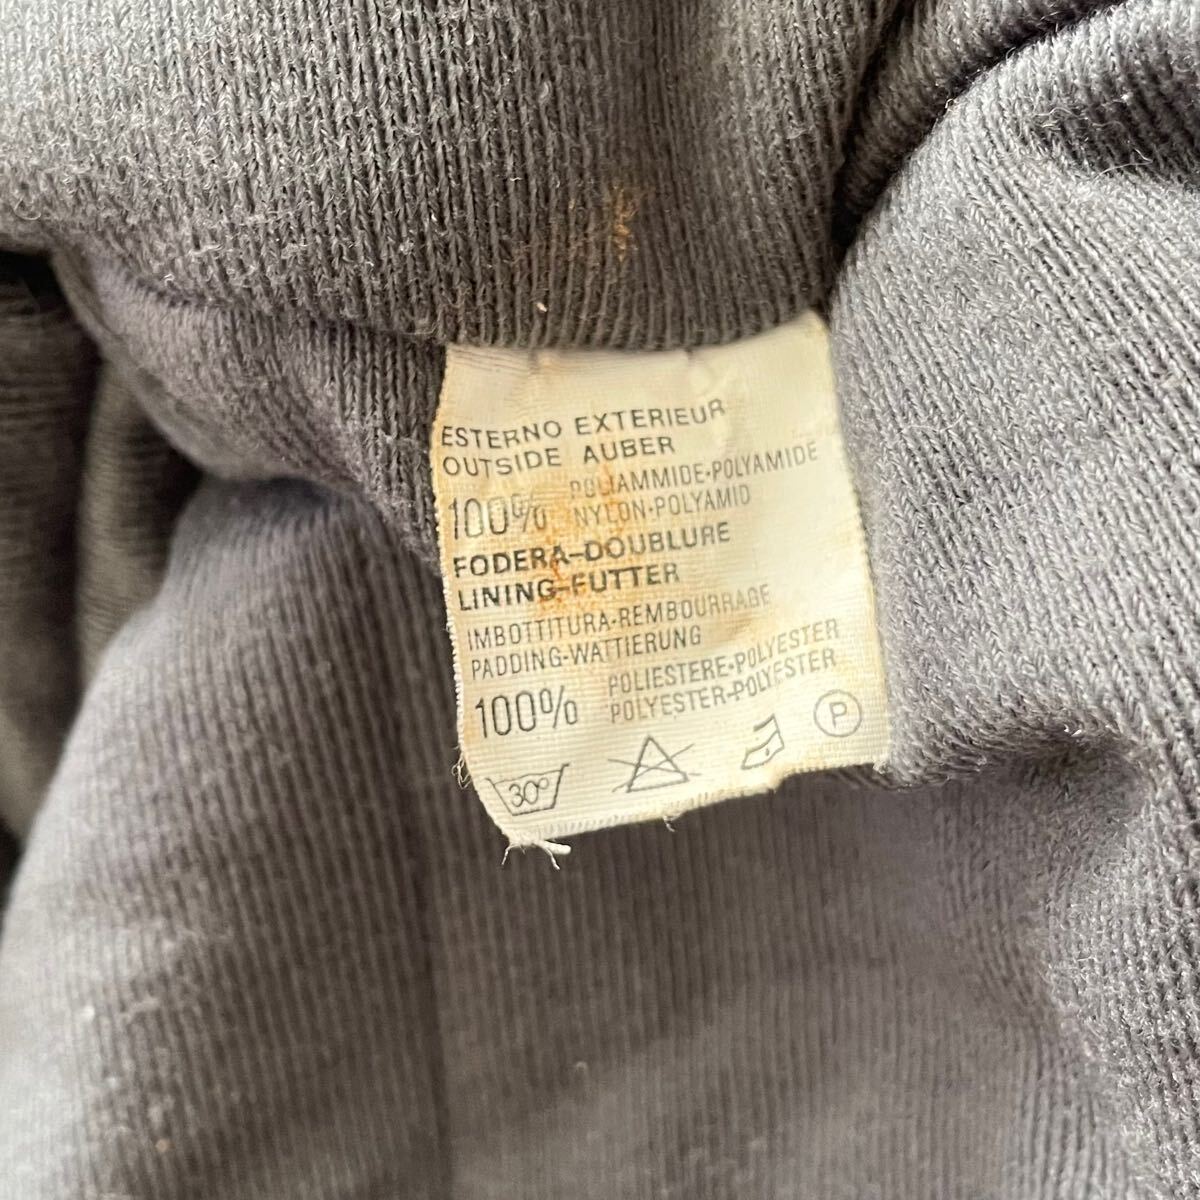 ESTERNO EXTERIEUR
OUTSIDE AUBER
100% POLIAMMIDE-POLYAMIDE
NYLON-POLYAMID
FODERA-DOUBLURE
LINING-FUTTER
IMBOTTITURA-REMBOURRAGE
PADDING-WATTIERUNG
100% POLIESTERE-POLYESTER
POLYESTER-POLYESTER
30° P